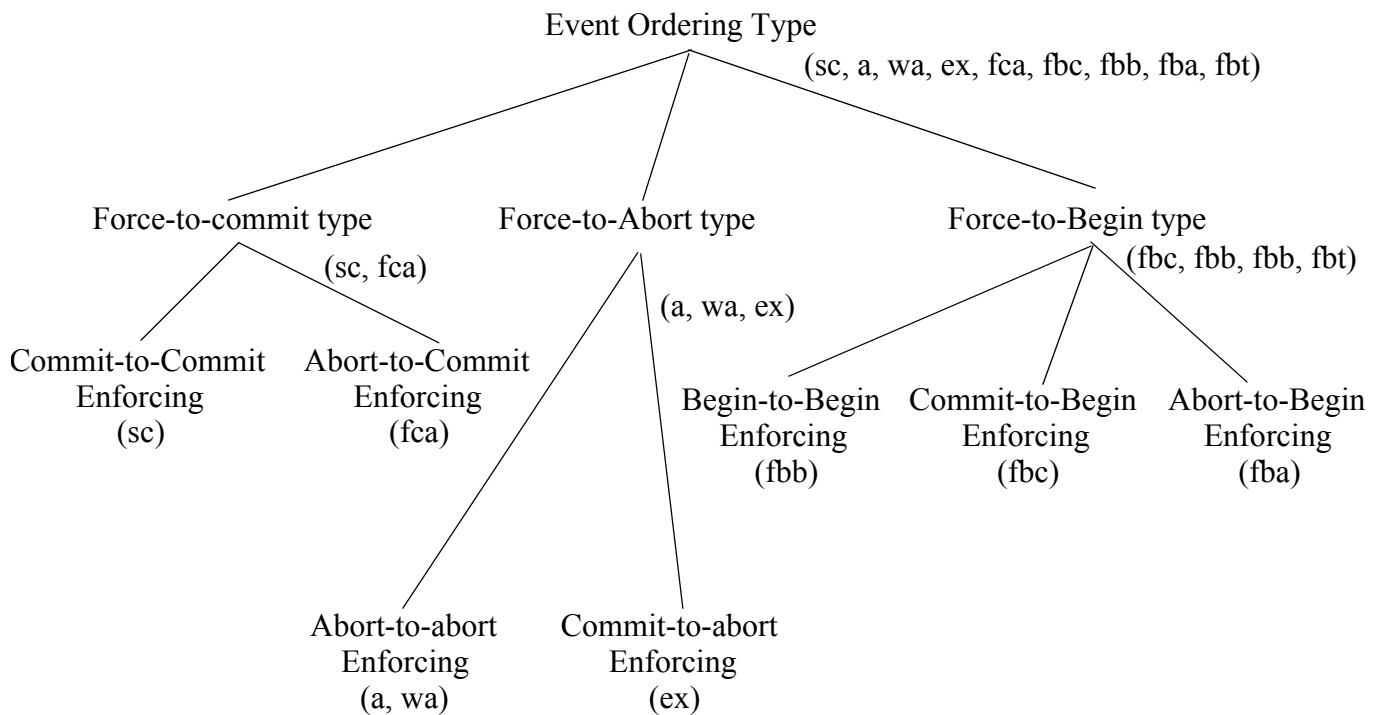 Event Ordering Type
(sc, a, wa, ex, fca, fbc, fbb, fba, fbt)
Force-to-commit type
Force-to-Abort type
Force-to-Begin type
(sc, fca)
(fbc, fbb, fbb, fbt)
(a, wa, ex)
Commit-to-Commit
Enforcing
(sc)
Abort-to-Commit
Enforcing
(fca)
Begin-to-Begin
Enforcing
(fbb)
Commit-to-Begin
Enforcing
(fbc)
Abort-to-Begin
Enforcing
(fba)
Abort-to-abort
Enforcing
(a, wa)
Commit-to-abort
Enforcing
(ex)